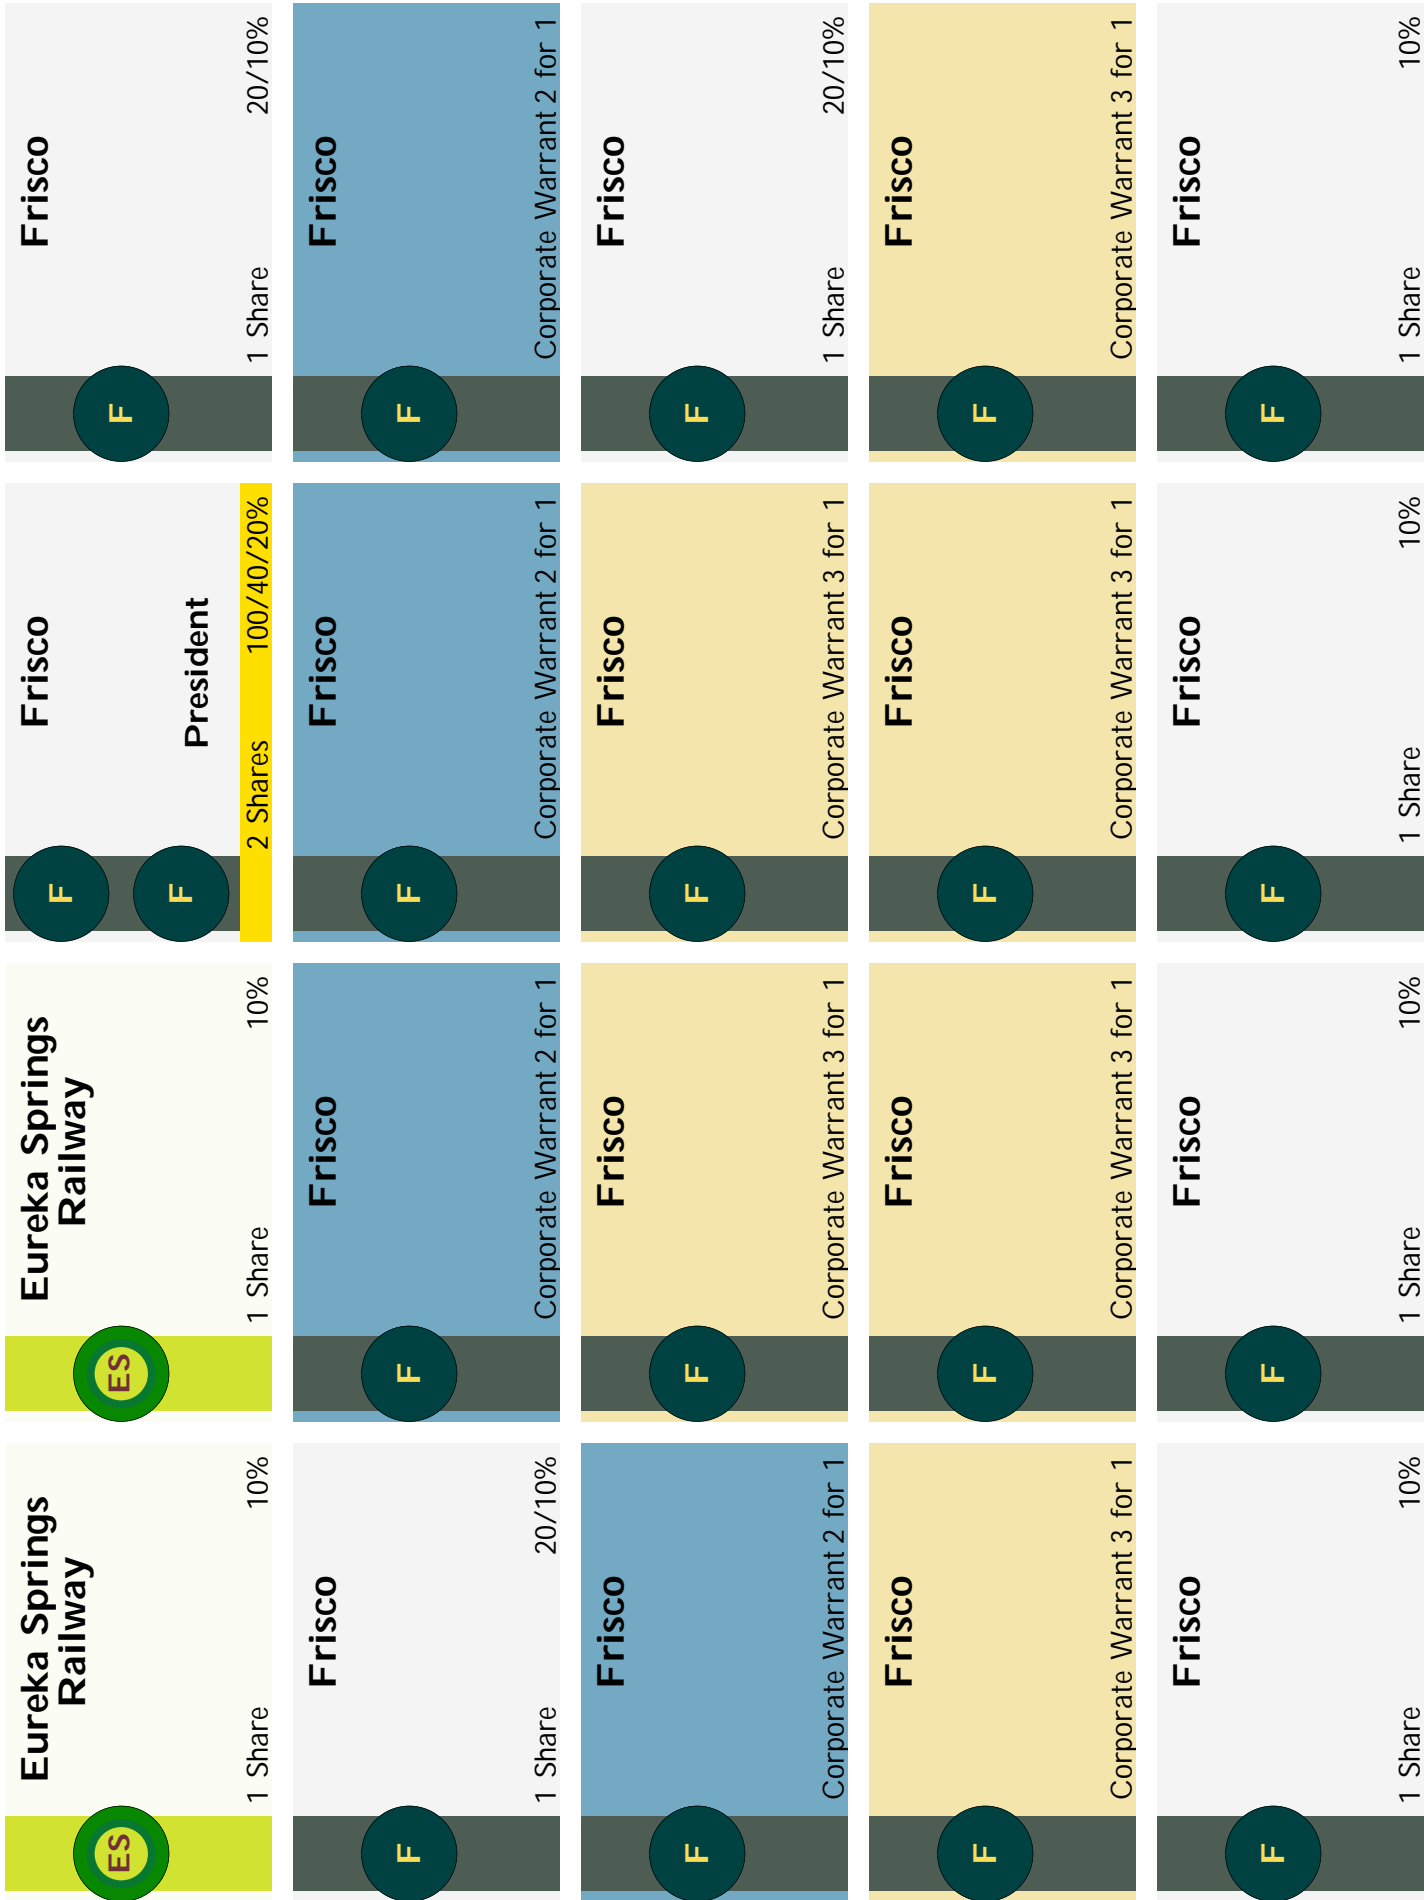 Frisco
1 Share 20/10%
F
Frisco
Corporate Warrant 2 for 1
F
Frisco
1 Share 20/10%
F
Frisco
Corporate Warrant 3 for 1
F
Frisco
1 Share 10%
F
Frisco
President
2 Shares 100/40/20%
F
F
Frisco
Corporate Warrant 2 for 1
F
Frisco
Corporate Warrant 3 for 1
F
Frisco
Corporate Warrant 3 for 1
F
Frisco
1 Share 10%
F
Eureka Springs
Railway
1 Share 10%
ES
Frisco
Corporate Warrant 2 for 1
F
Frisco
Corporate Warrant 3 for 1
F
Frisco
Corporate Warrant 3 for 1
F
Frisco
1 Share 10%
F
Eureka Springs
Railway
1 Share 10%
ES
Frisco
1 Share 20/10%
F
Frisco
Corporate Warrant 2 for 1
F
Frisco
Corporate Warrant 3 for 1
F
Frisco
1 Share 10%
F